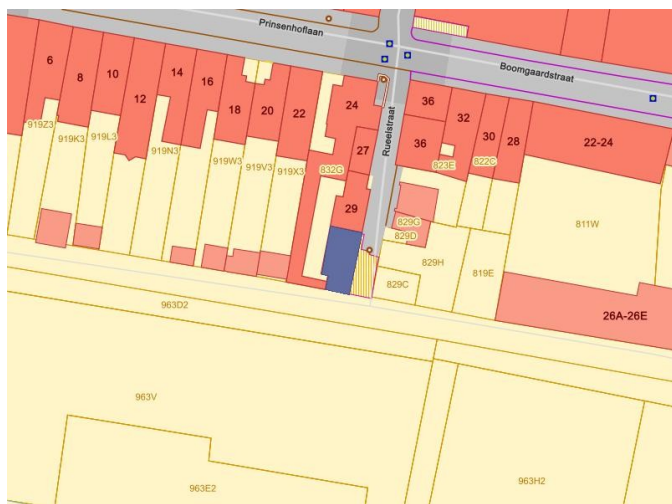 Prinsenhoflaan
Boomgaardstraat
Rueelstraat
6
8
10
12
14
16
18
20
22
24
27
29
36
36
32
30
28
22-24
26A-26E
919Z3
919K3
919L3
919N3
919W3
919V3
919X3
832G
823E
822C
829G
829D
829H
829C
819E
811W
963D2
963V
963E2
963H2